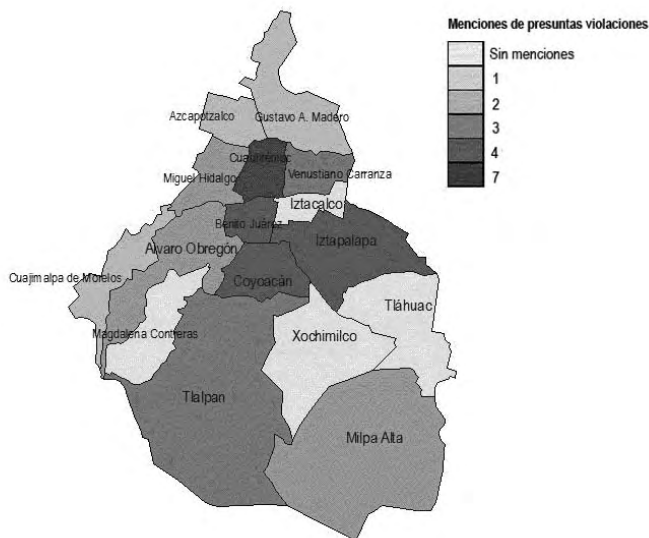 Menciones de presuntas violaciones
Sin menciones
1
2
3
4
7
Azcapotzalco
Gustavo A. Madero
Cuauhtémoc
Miguel Hidalgo
Venustiano Carranza
Iztacalco
Benito Juárez
Iztapalapa
Alvaro Obregón
Cuajimalpa de Morelos
Coyoacán
Tláhuac
Magdalena Contreras
Xochimilco
Tlalpan
Milpa Alta